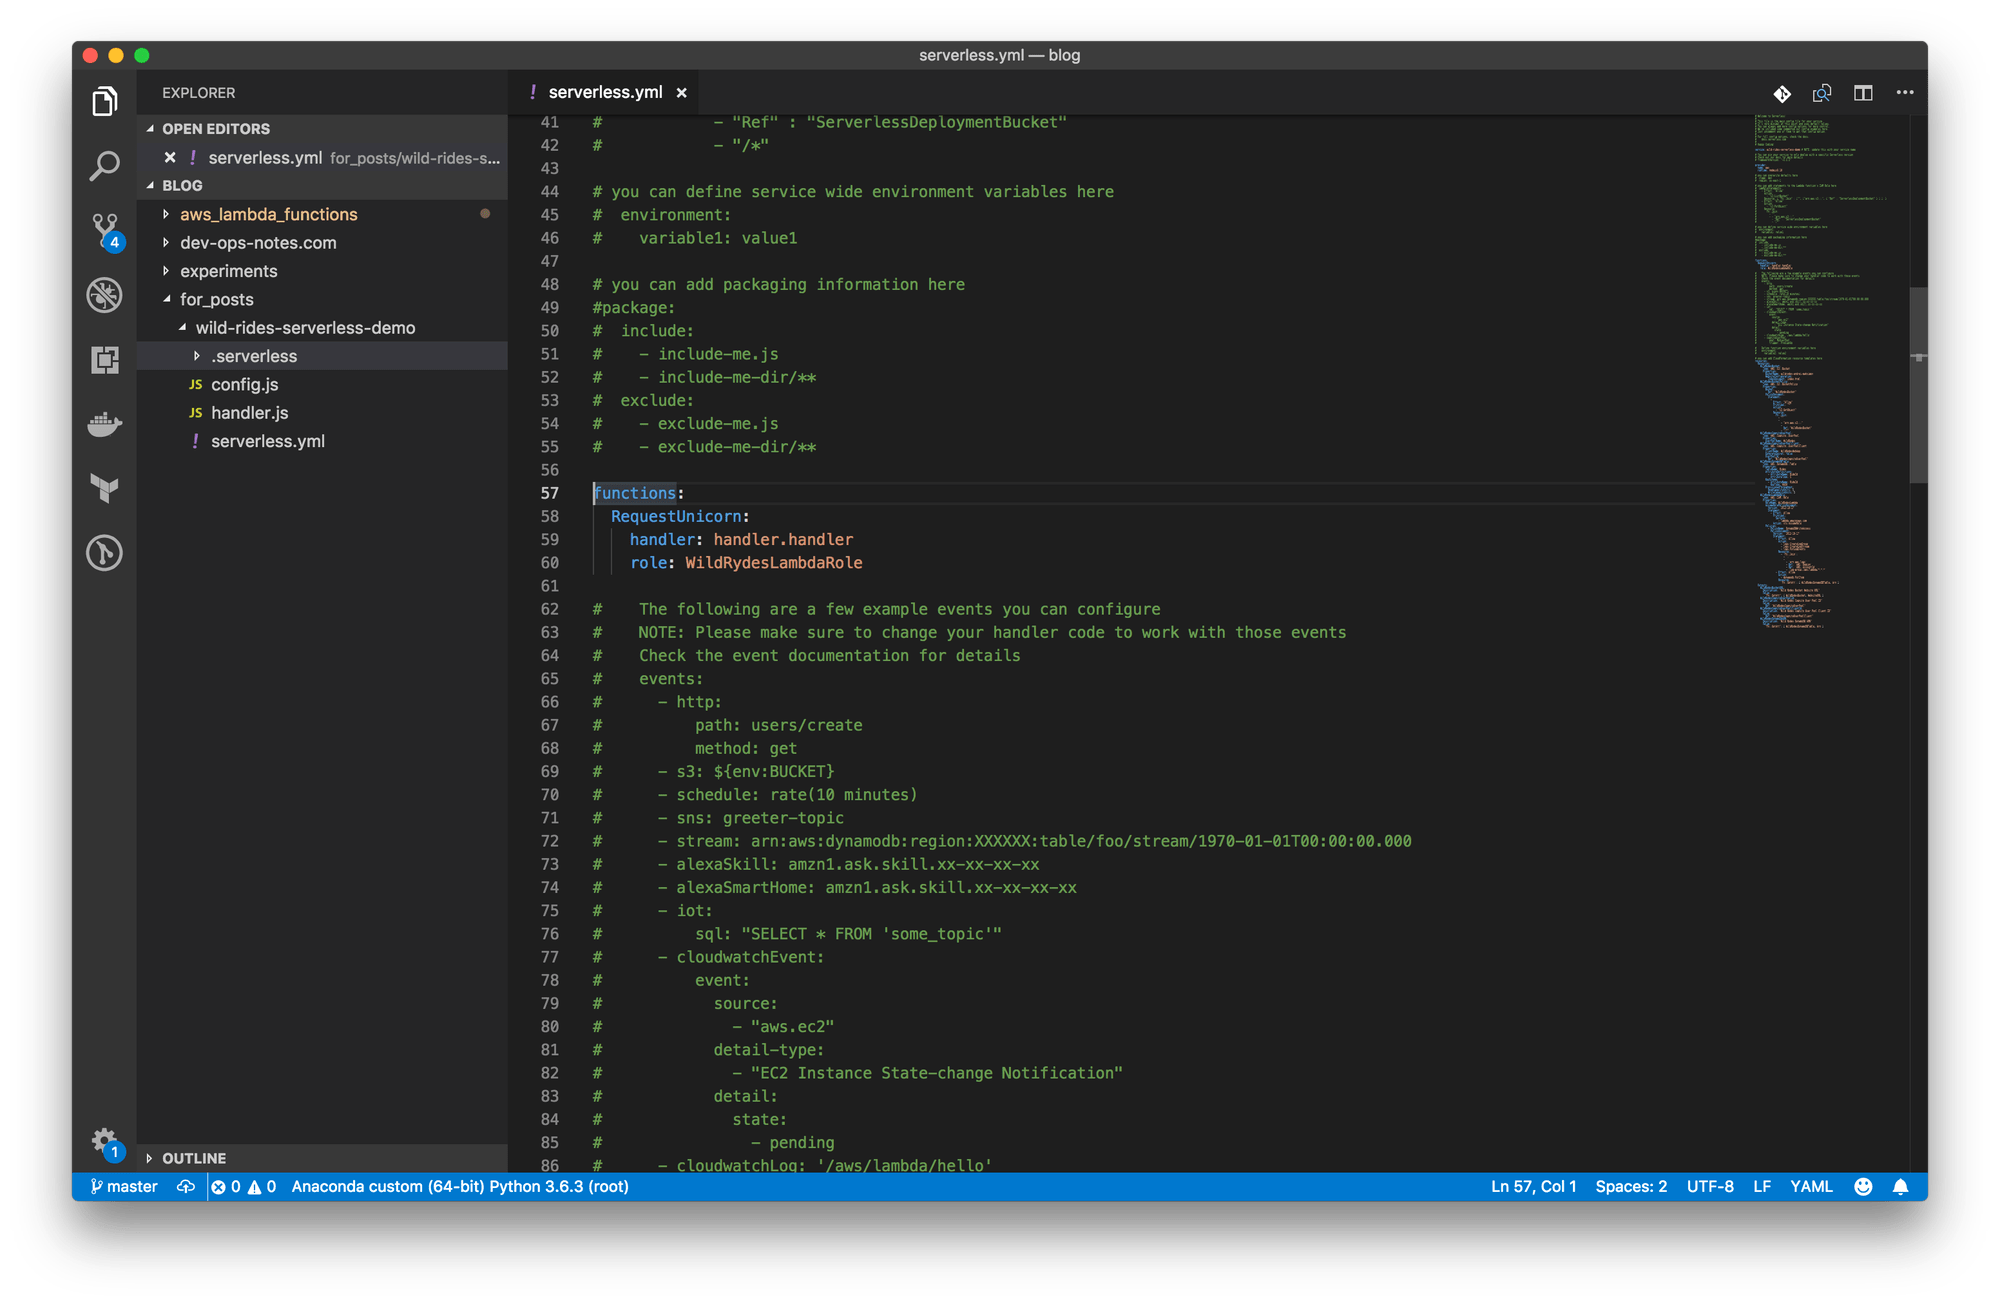 serverless.yml — blog
EXPLORER
OPEN EDITORS
serverless.yml for_posts/wild-rides-s...
BLOG
aws_lambda_functions
dev-ops-notes.com
experiments
for_posts
wild-rides-serverless-demo
.serverless
JS config.js
JS handler.js
! serverless.yml
OUTLINE
4
1
! serverless.yml
41 #            - "Ref" : "ServerlessDeploymentBucket"
42 #            - "/*"
43
44 # you can define service wide environment variables here
45 #  environment:
46 #    variable1: value1
47
48 # you can add packaging information here
49 #package:
50 #  include:
51 #    - include-me.js
52 #    - include-me-dir/**
53 #  exclude:
54 #    - exclude-me.js
55 #    - exclude-me-dir/**
56
57 functions:
58   RequestUnicorn:
59     handler: handler.handler
60     role: WildRydesLambdaRole
61
62 #    The following are a few example events you can configure
63 #    NOTE: Please make sure to change your handler code to work with those events
64 #    Check the event documentation for details
65 #    events:
66 #      - http:
67 #          path: users/create
68 #          method: get
69 #      - s3: ${env:BUCKET}
70 #      - schedule: rate(10 minutes)
71 #      - sns: greeter-topic
72 #      - stream: arn:aws:dynamodb:region:XXXXXX:table/foo/stream/1970-01-01T00:00:00.000
73 #      - alexaSkill: amzn1.ask.skill.xx-xx-xx-xx
74 #      - alexaSmartHome: amzn1.ask.skill.xx-xx-xx-xx
75 #      - iot:
76 #          sql: "SELECT * FROM 'some_topic'"
77 #      - cloudwatchEvent:
78 #          event:
79 #            source:
80 #              - "aws.ec2"
81 #            detail-type:
82 #              - "EC2 Instance State-change Notification"
83 #            detail:
84 #              state:
85 #                - pending
86 #      - cloudwatchLog: '/aws/lambda/hello'
master 0 0 Anaconda custom (64-bit) Python 3.6.3 (root) Ln 57, Col 1 Spaces: 2 UTF-8 LF YAML